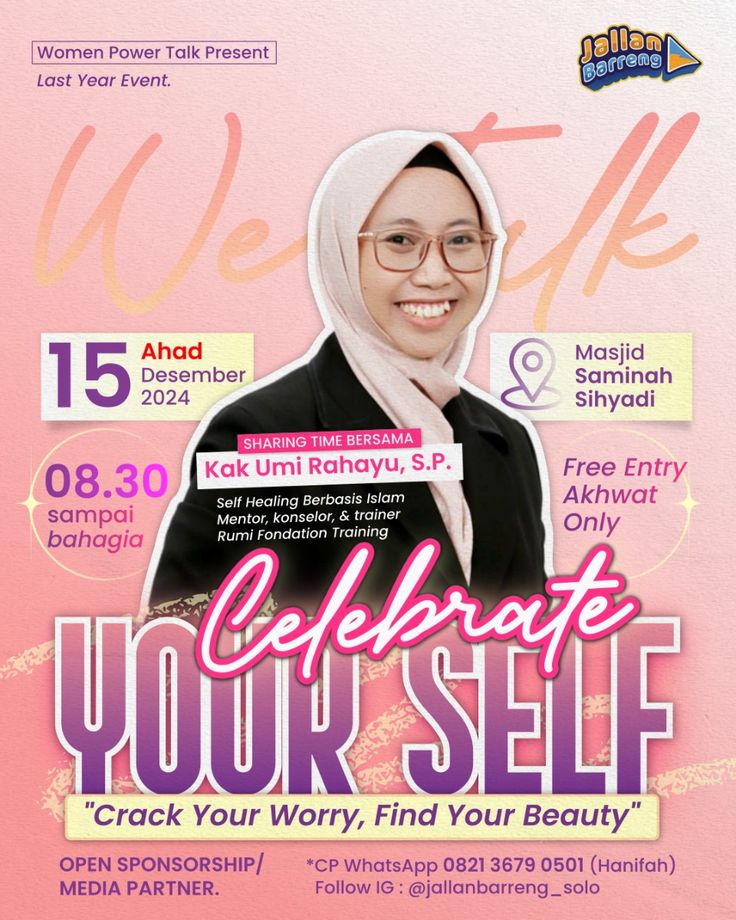 Women Power Talk Present
Last Year Event.
Jallan
Barreng
We Talk
15
Ahad
Desember
2024
Masjid
Saminah
Sihyadi
SHARING TIME BERSAMA
Kak Umi Rahayu, S.P.
Self Healing Berbasis Islam
Mentor, konselor, & trainer
Rumi Fondation Training
08.30
sampai
bahagia
Free Entry
Akhwat
Only
Celebrate
YOUR SELF
"Crack Your Worry, Find Your Beauty"
OPEN SPONSORSHIP/
MEDIA PARTNER.
*CP WhatsApp 0821 3679 0501 (Hanifah)
Follow IG : @jallanbarreng_solo